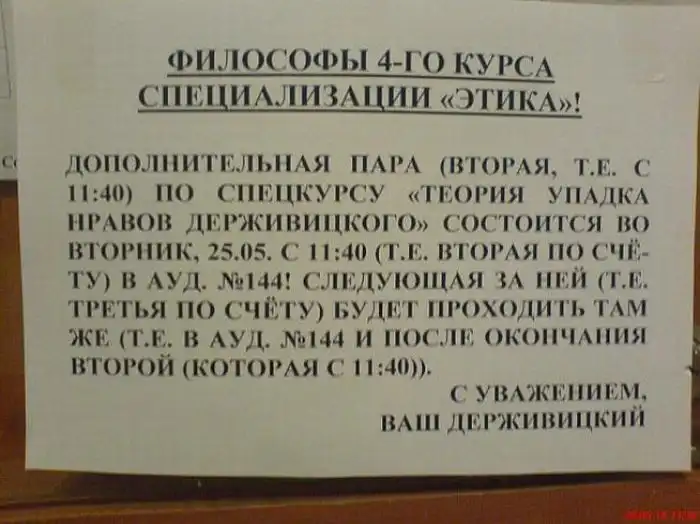 ФИЛОСОФЫ 4-ГО КУРСА
СПЕЦИАЛИЗАЦИИ «ЭТИКА»!
ДОПОЛНИТЕЛЬНАЯ ПАРА (ВТОРАЯ, Т.Е. С
11:40) ПО СПЕЦКУРСУ «ТЕОРИЯ УПАДКА
НРАВОВ ДЕРЖИВИЦКОГО» СОСТОИТСЯ ВО
ВТОРНИК, 25.05. С 11:40 (Т.Е. ВТОРАЯ ПО СЧЁ-
ТУ) В АУД. №144! СЛЕДУЮЩАЯ ЗА НЕЙ (Т.Е.
ТРЕТЬЯ ПО СЧЁТУ) БУДЕТ ПРОХОДИТЬ ТАМ
ЖЕ (Т.Е. В АУД. №144 И ПОСЛЕ ОКОНЧАНИЯ
ВТОРОЙ (КОТОРАЯ С 11:40)).
С УВАЖЕНИЕМ,
ВАШ ДЕРЖИВИЦКИЙ